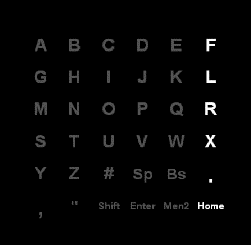 A B C D E F
G H I J K L
M N O P Q R
S T U V W X
Y Z # Sp Bs .
, " Shift Enter Men2 Home